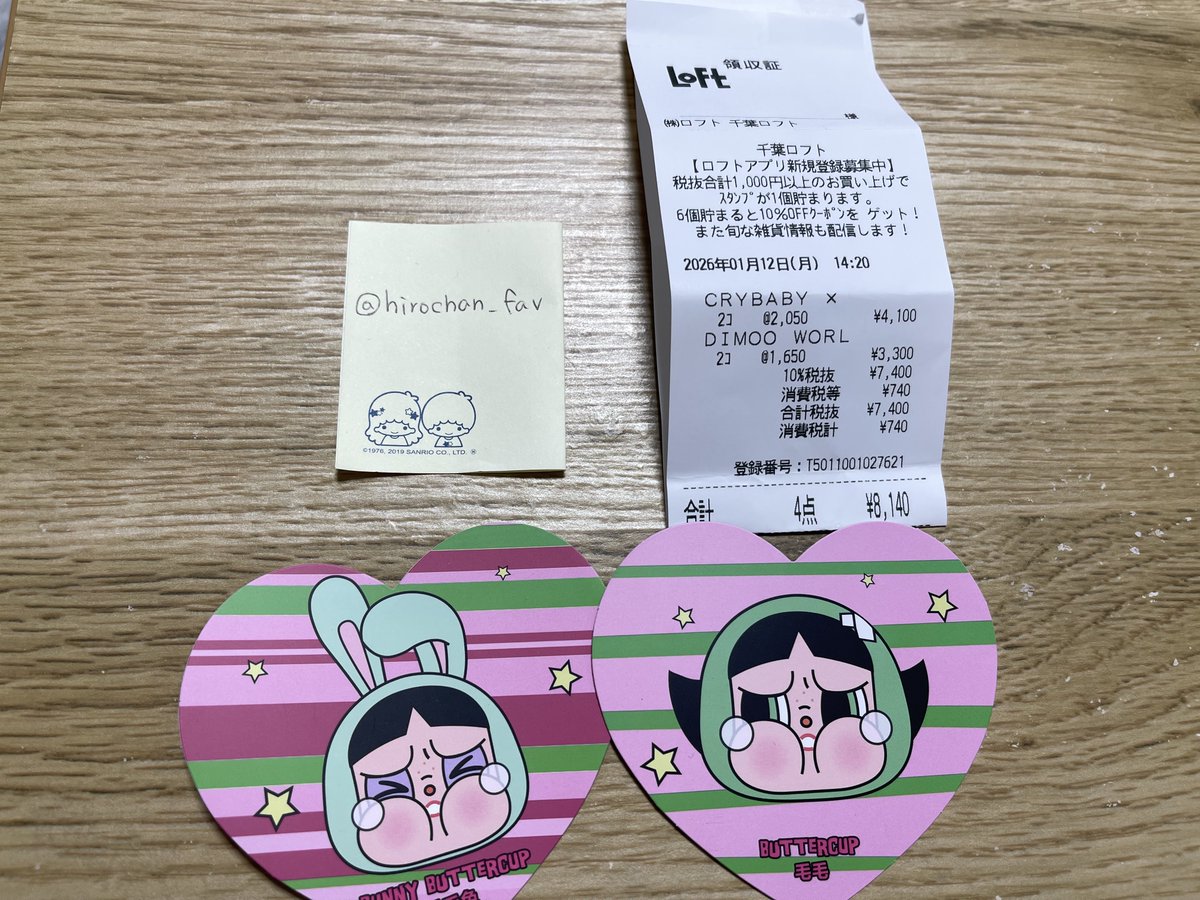 @hirochan_fav
©1976, 2019 SANRIO CO., LTD. Ⓗ
LOFT 領収証
様
㈱ロフト 千葉ロフト
千葉ロフト
【ロフトアプリ新規登録募集中】
税抜合計1,000円以上のお買い上げで
ｽﾀﾝﾌﾟが1個貯まります。
6個貯まると10%OFFｸｰﾎﾟﾝを ゲット!
また旬な雑貨情報も配信します!
2026年01月12日(月) 14:20
CRYBABY ×
2ｺ @2,050 ¥4,100
DIMOO WORL
2ｺ @1,650 ¥3,300
10%税抜 ¥7,400
消費税等 ¥740
合計税抜 ¥7,400
消費税計 ¥740
登録番号:T5011001027621
合計 4点 ¥8,140
BUNNY BUTTERCUP
BUTTERCUP
毛毛